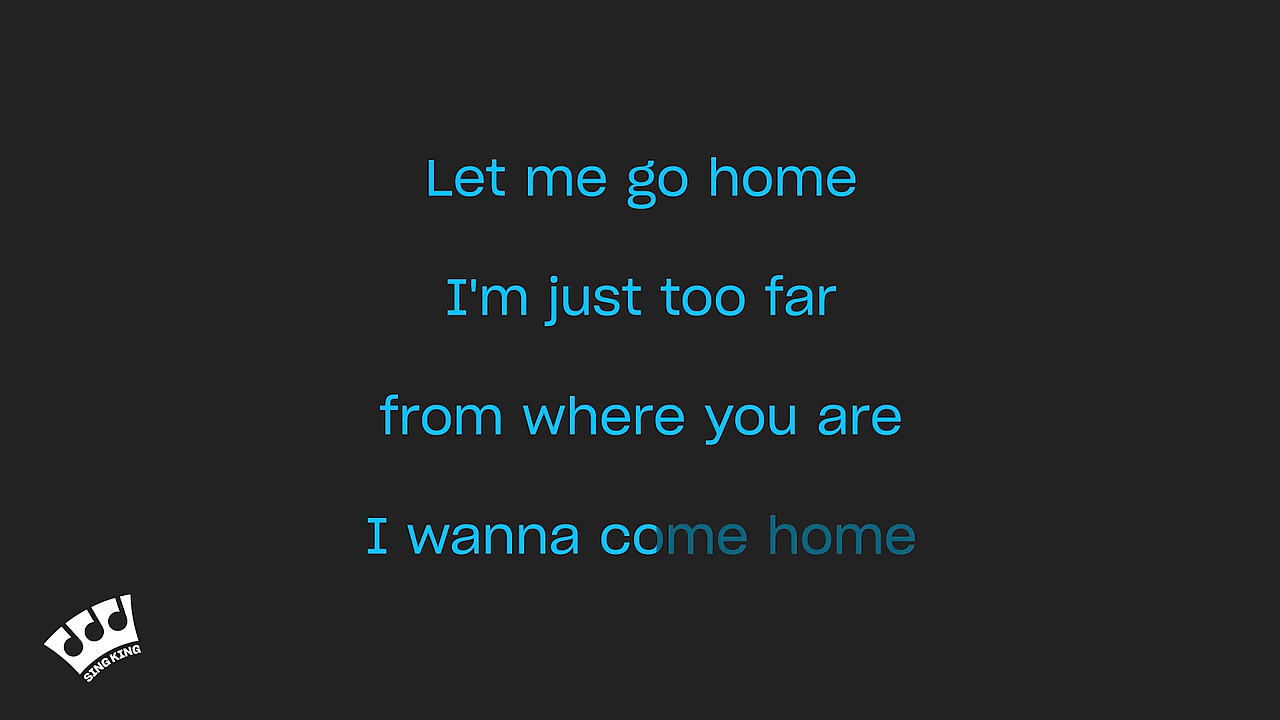 Let me go home
I'm just too far
from where you are
I wanna come home
SING KING